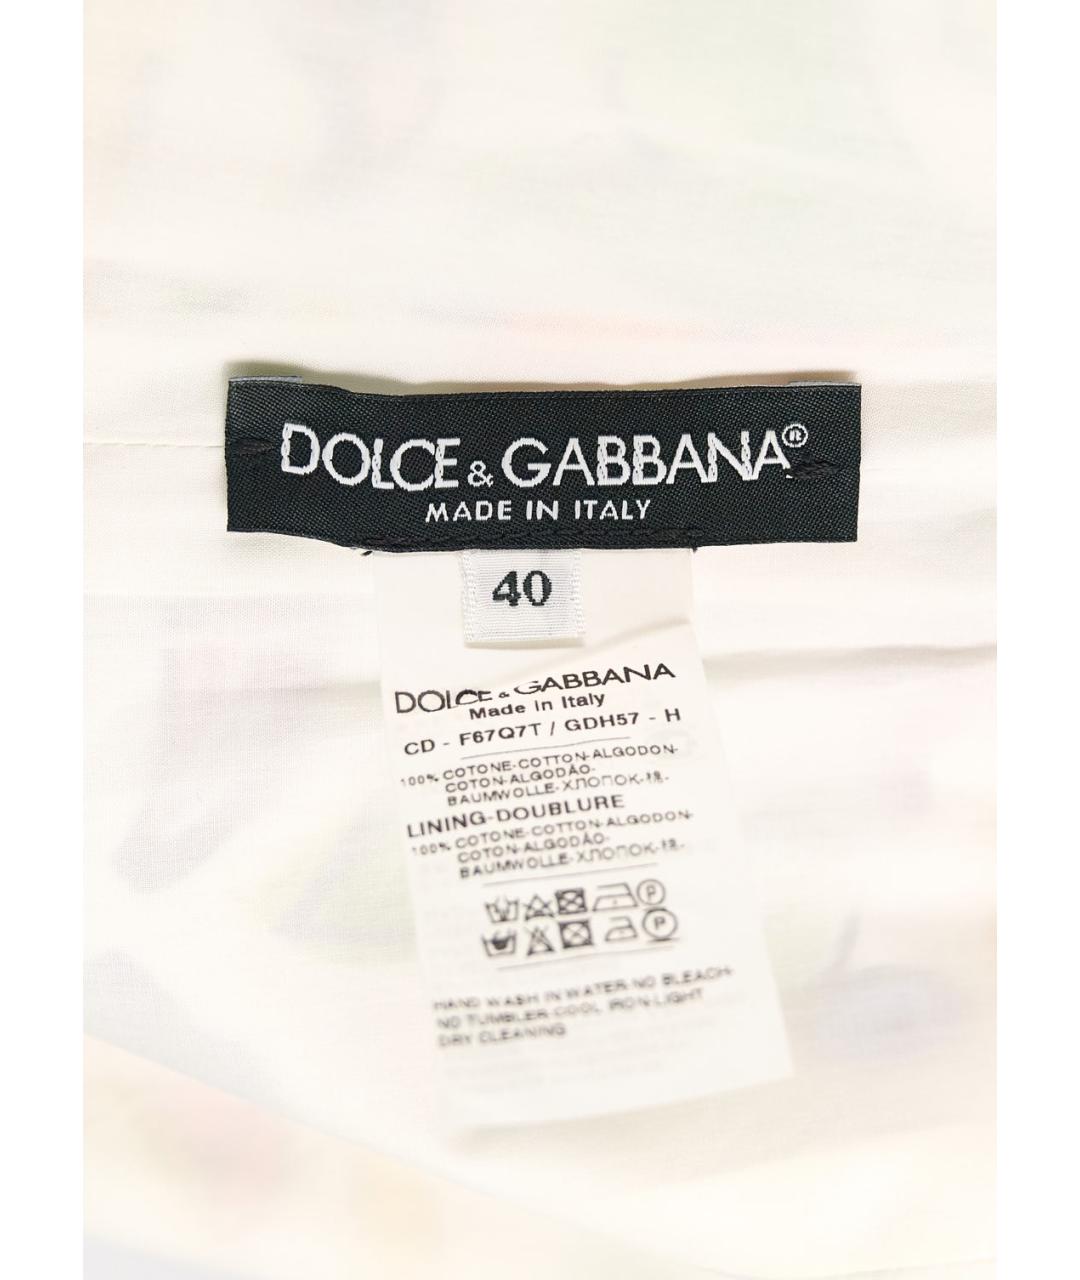 DOLCE & GABBANA®
MADE IN ITALY
40
DOLCE & GABBANA
Made in Italy
CD - F67Q7T / GDH57 - H
100% COTONE-COTTON-ALGODON-
COTON-ALGODÃO-
BAUMWOLLE-ХЛОПОК-
LINING-DOUBLURE
100% COTONE-COTTON-ALGODON-
COTON-ALGODÃO-
BAUMWOLLE-ХЛОПОК-
P
P
HAND WASH IN WATER-NO BLEACH-
NO TUMBLER-COOL IRON-LIGHT
DRY CLEANING